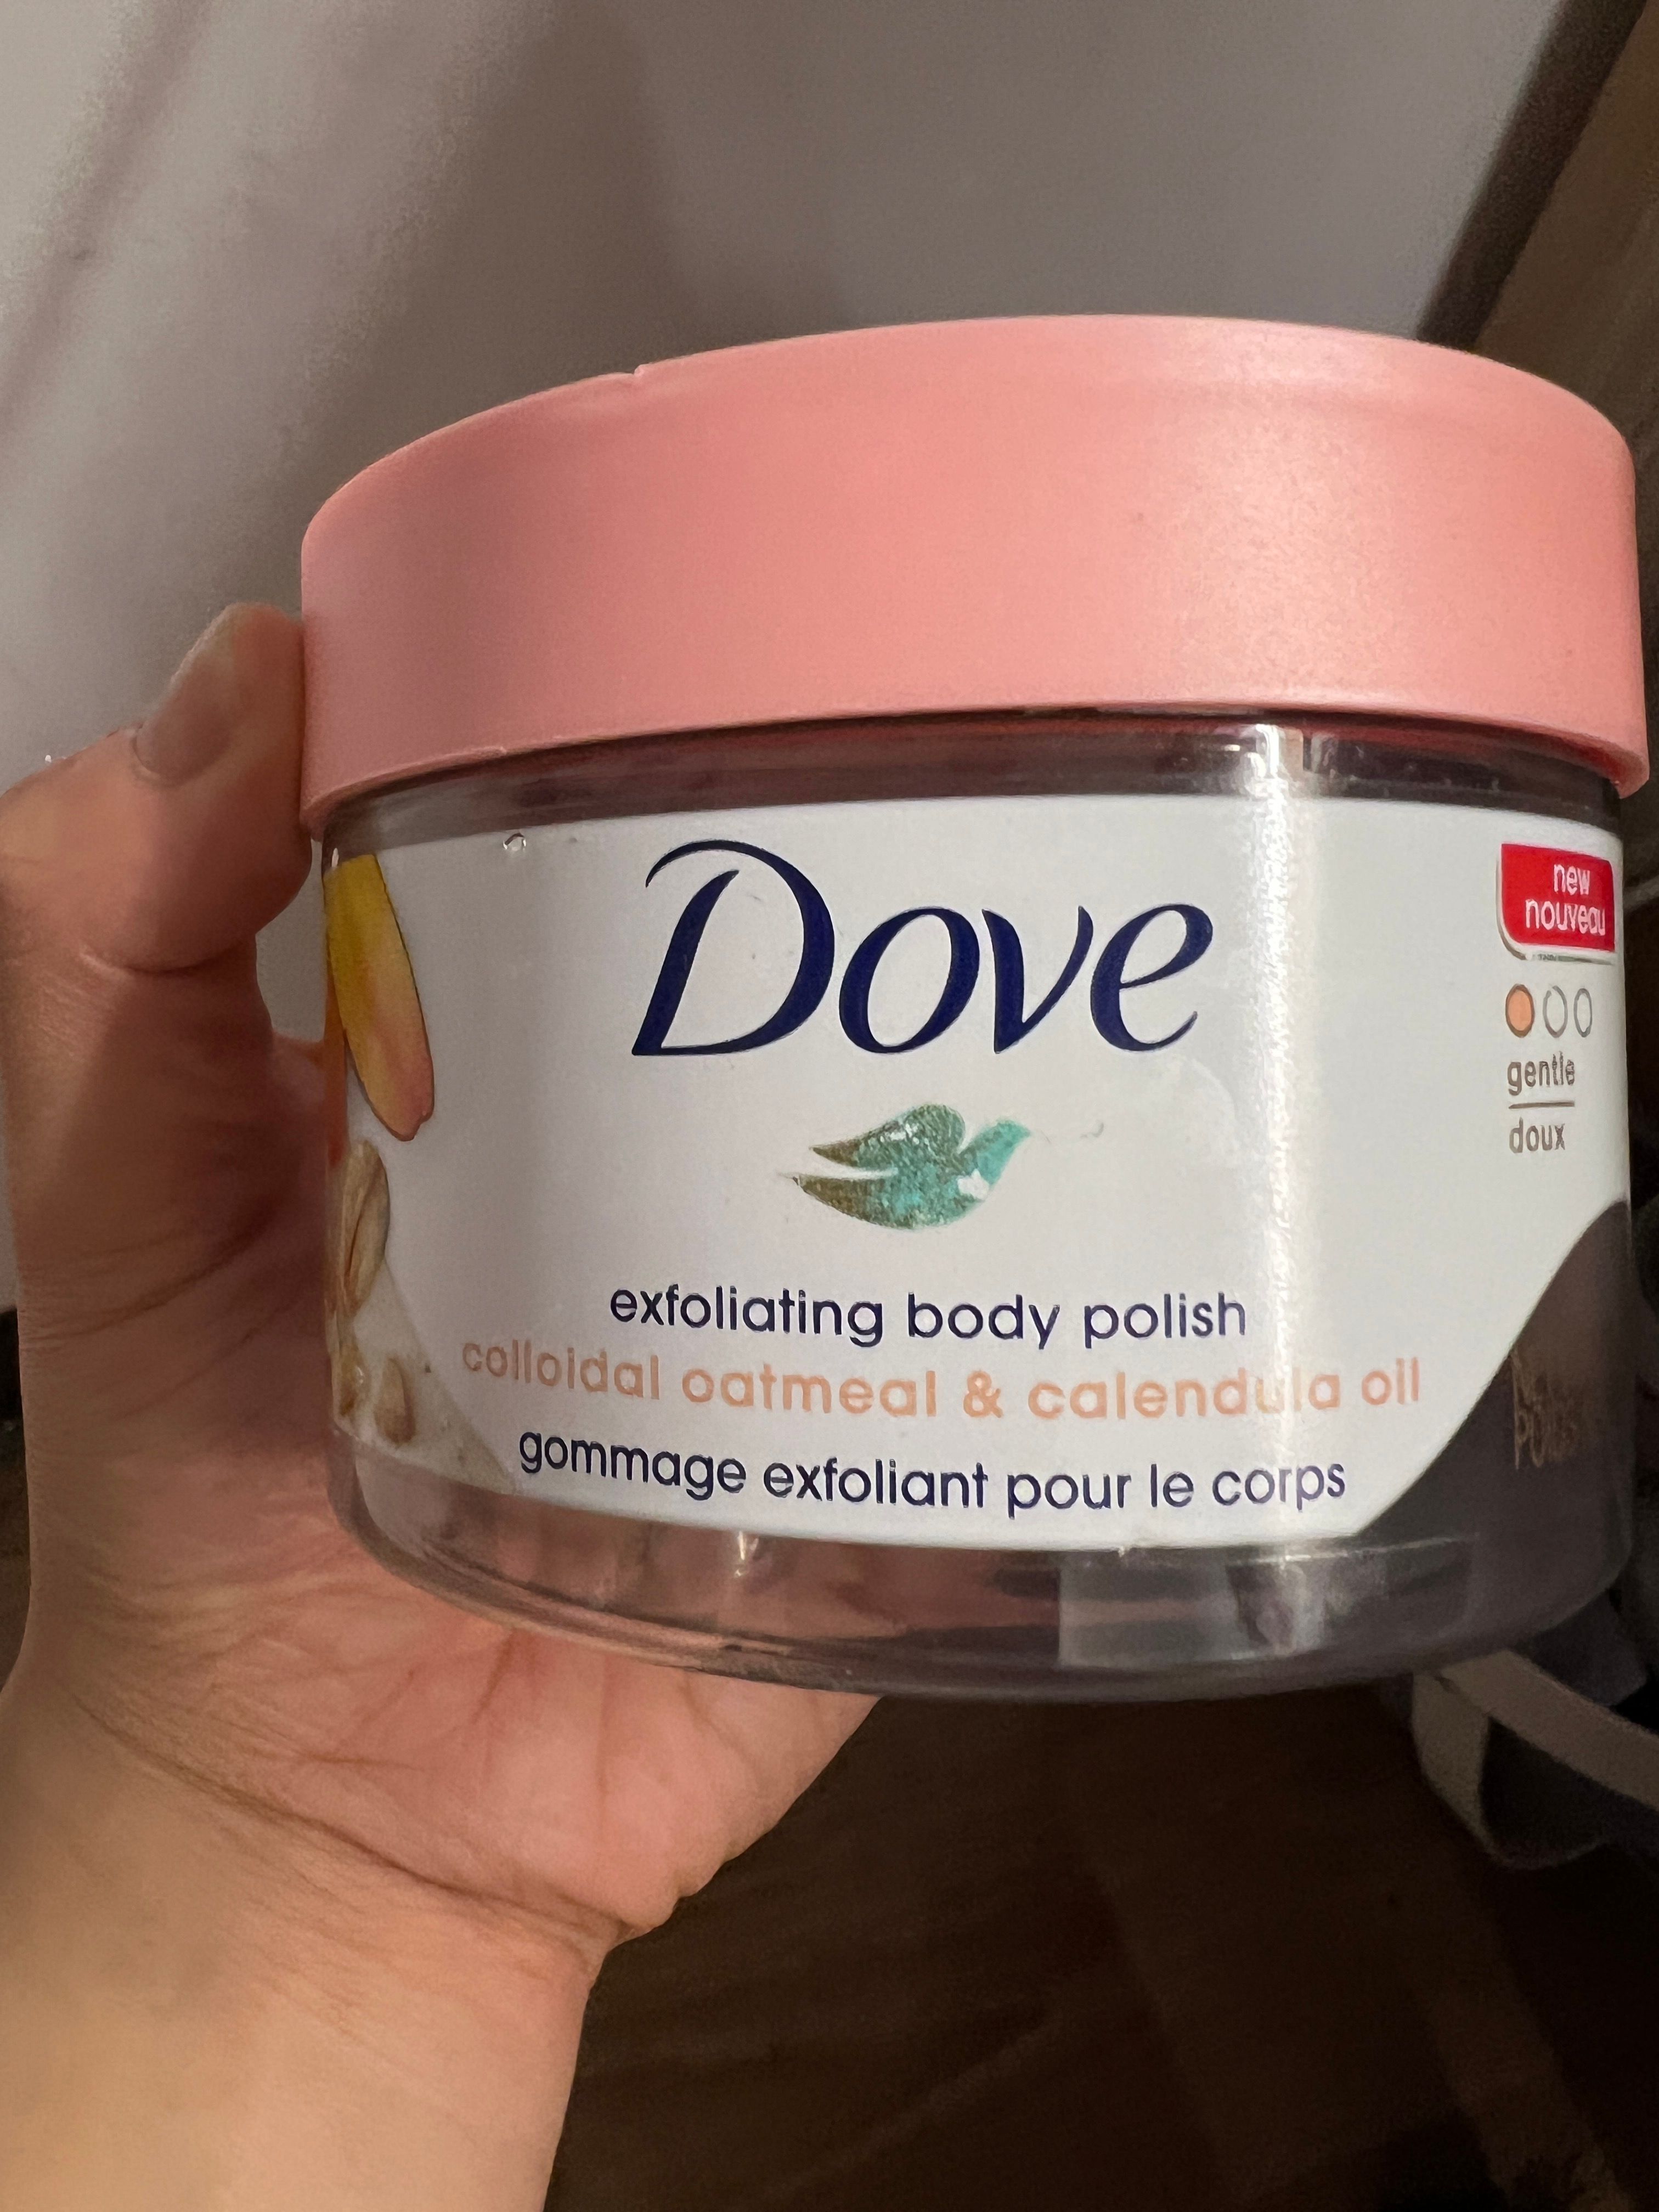 Dove
new
nouveau
gentle
doux
exfoliating body polish
colloidal oatmeal & calendula oil
gommage exfoliant pour le corps